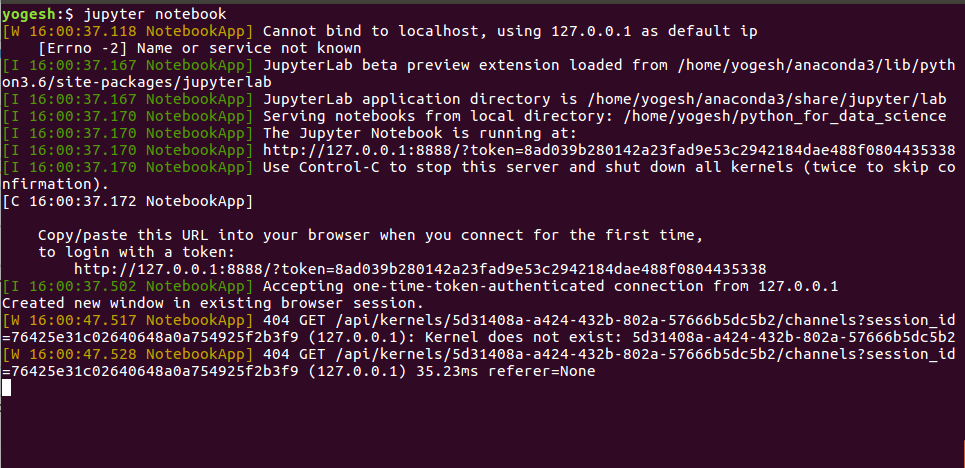 yogesh:$ jupyter notebook
[W 16:00:37.118 NotebookApp] Cannot bind to localhost, using 127.0.0.1 as default ip
[Errno -2] Name or service not known
[I 16:00:37.167 NotebookApp] JupyterLab beta preview extension loaded from /home/yogesh/anaconda3/lib/pyth
on3.6/site-packages/jupyterlab
[I 16:00:37.167 NotebookApp] JupyterLab application directory is /home/yogesh/anaconda3/share/jupyter/lab
[I 16:00:37.170 NotebookApp] Serving notebooks from local directory: /home/yogesh/python_for_data_science
[I 16:00:37.170 NotebookApp] The Jupyter Notebook is running at:
[I 16:00:37.170 NotebookApp] http://127.0.0.1:8888/?token=8ad039b280142a23fad9e53c2942184dae488f0804435338
[I 16:00:37.170 NotebookApp] Use Control-C to stop this server and shut down all kernels (twice to skip co
nfirmation).
[C 16:00:37.172 NotebookApp]
Copy/paste this URL into your browser when you connect for the first time,
to login with a token:
http://127.0.0.1:8888/?token=8ad039b280142a23fad9e53c2942184dae488f0804435338
[I 16:00:37.502 NotebookApp] Accepting one-time-token-authenticated connection from 127.0.0.1
Created new window in existing browser session.
[W 16:00:47.517 NotebookApp] 404 GET /api/kernels/5d31408a-a424-432b-802a-57666b5dc5b2/channels?session_id
=76425e31c02640648a0a754925f2b3f9 (127.0.0.1): Kernel does not exist: 5d31408a-a424-432b-802a-57666b5dc5b2
[W 16:00:47.528 NotebookApp] 404 GET /api/kernels/5d31408a-a424-432b-802a-57666b5dc5b2/channels?session_id
=76425e31c02640648a0a754925f2b3f9 (127.0.0.1) 35.23ms referer=None